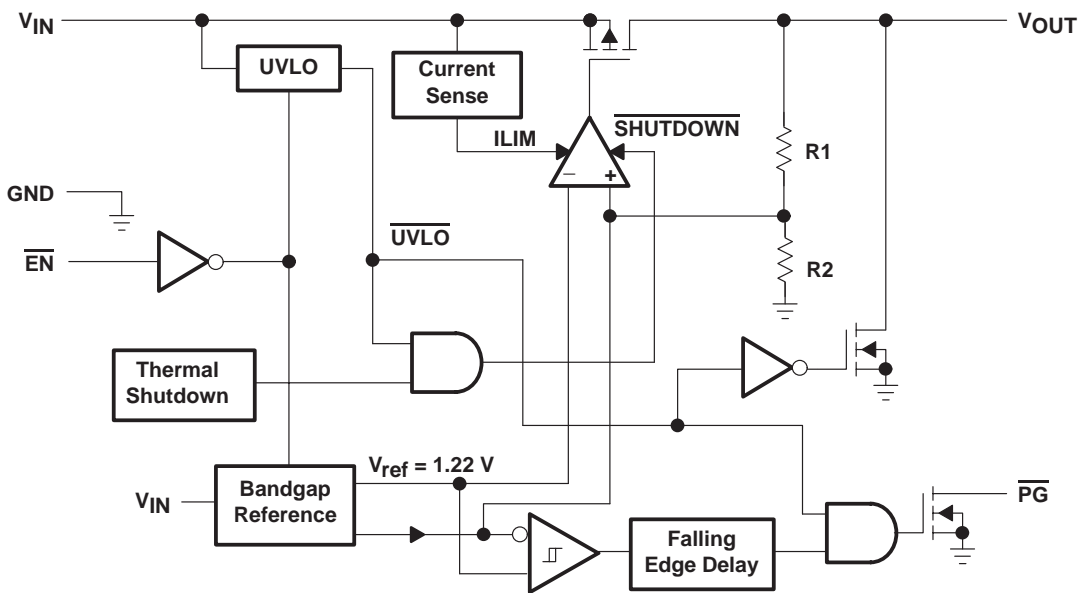 VIN
VOUT
UVLO
Current
Sense
ILIM
SHUTDOWN
R1
GND
EN
UVLO
R2
Thermal
Shutdown
Vref = 1.22 V
VIN
Bandgap
Reference
Falling
Edge Delay
PG
− +